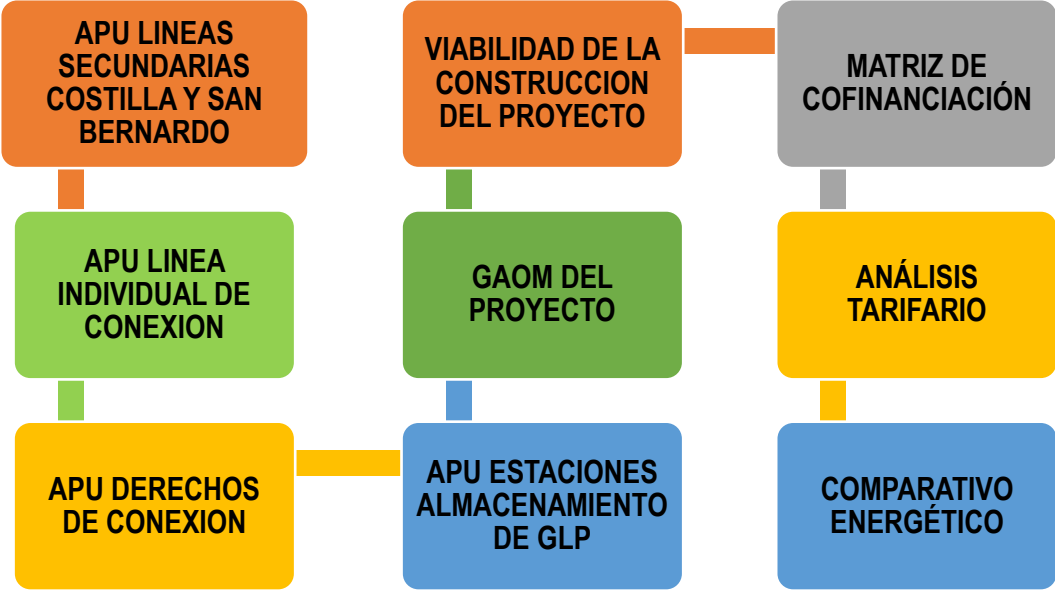 APU LINEAS
SECUNDARIAS
COSTILLA Y SAN
BERNARDO
APU LINEA
INDIVIDUAL DE
CONEXION
APU DERECHOS
DE CONEXION
APU ESTACIONES
ALMACENAMIENTO
DE GLP
GAOM DEL
PROYECTO
VIABILIDAD DE LA
CONSTRUCCION
DEL PROYECTO
MATRIZ DE
COFINANCIACIÓN
ANÁLISIS
TARIFARIO
COMPARATIVO
ENERGÉTICO